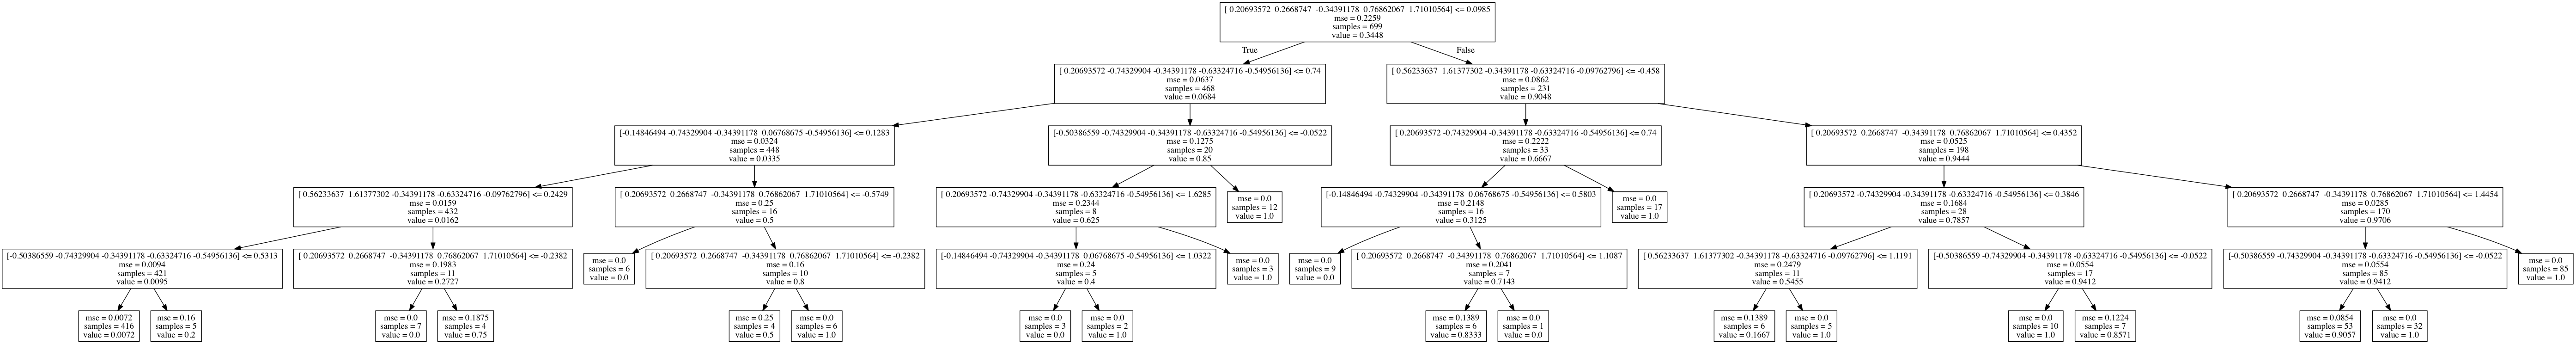 [ 0.20693572 0.2668747 -0.34391178 0.76862067 1.71010564] <= 0.0985
mse = 0.2259
samples = 699
value = 0.3448
True
False
[ 0.20693572 -0.74329904 -0.34391178 -0.63324716 -0.54956136] <= 0.74
mse = 0.0637
samples = 468
value = 0.0684
[ 0.56233637 1.61377302 -0.34391178 -0.63324716 -0.09762796] <= -0.458
mse = 0.0862
samples = 231
value = 0.9048
[-0.14846494 -0.74329904 -0.34391178 0.06768675 -0.54956136] <= 0.1283
mse = 0.0324
samples = 448
value = 0.0335
[-0.50386559 -0.74329904 -0.34391178 -0.63324716 -0.54956136] <= -0.0522
mse = 0.1275
samples = 20
value = 0.85
[ 0.20693572 -0.74329904 -0.34391178 -0.63324716 -0.54956136] <= 0.74
mse = 0.2222
samples = 33
value = 0.6667
[ 0.20693572 0.2668747 -0.34391178 0.76862067 1.71010564] <= 0.4352
mse = 0.0525
samples = 198
value = 0.9444
[ 0.56233637 1.61377302 -0.34391178 -0.63324716 -0.09762796] <= 0.2429
mse = 0.0159
samples = 432
value = 0.0162
[ 0.20693572 0.2668747 -0.34391178 0.76862067 1.71010564] <= -0.5749
mse = 0.25
samples = 16
value = 0.5
[ 0.20693572 -0.74329904 -0.34391178 -0.63324716 -0.54956136] <= 1.6285
mse = 0.2344
samples = 8
value = 0.625
mse = 0.0
samples = 12
value = 1.0
[-0.14846494 -0.74329904 -0.34391178 0.06768675 -0.54956136] <= 0.5803
mse = 0.2148
samples = 16
value = 0.3125
mse = 0.0
samples = 17
value = 1.0
[ 0.20693572 -0.74329904 -0.34391178 -0.63324716 -0.54956136] <= 0.3846
mse = 0.1684
samples = 28
value = 0.7857
[ 0.20693572 0.2668747 -0.34391178 0.76862067 1.71010564] <= 1.4454
mse = 0.0285
samples = 170
value = 0.9706
[-0.50386559 -0.74329904 -0.34391178 -0.63324716 -0.54956136] <= 0.5313
mse = 0.0094
samples = 421
value = 0.0095
[ 0.20693572 0.2668747 -0.34391178 0.76862067 1.71010564] <= -0.2382
mse = 0.1983
samples = 11
value = 0.2727
mse = 0.0
samples = 6
value = 0.0
[ 0.20693572 0.2668747 -0.34391178 0.76862067 1.71010564] <= -0.2382
mse = 0.16
samples = 10
value = 0.8
[-0.14846494 -0.74329904 -0.34391178 0.06768675 -0.54956136] <= 1.0322
mse = 0.24
samples = 5
value = 0.4
mse = 0.0
samples = 3
value = 1.0
mse = 0.0
samples = 9
value = 0.0
[ 0.20693572 0.2668747 -0.34391178 0.76862067 1.71010564] <= 1.1087
mse = 0.2041
samples = 7
value = 0.7143
[ 0.56233637 1.61377302 -0.34391178 -0.63324716 -0.09762796] <= 1.1191
mse = 0.2479
samples = 11
value = 0.5455
[-0.50386559 -0.74329904 -0.34391178 -0.63324716 -0.54956136] <= -0.0522
mse = 0.0554
samples = 17
value = 0.9412
[-0.50386559 -0.74329904 -0.34391178 -0.63324716 -0.54956136] <= -0.0522
mse = 0.0554
samples = 85
value = 0.9412
mse = 0.0
samples = 85
value = 1.0
mse = 0.0072
samples = 416
value = 0.0072
mse = 0.16
samples = 5
value = 0.2
mse = 0.0
samples = 7
value = 0.0
mse = 0.1875
samples = 4
value = 0.75
mse = 0.25
samples = 4
value = 0.5
mse = 0.0
samples = 6
value = 1.0
mse = 0.0
samples = 3
value = 0.0
mse = 0.0
samples = 2
value = 1.0
mse = 0.1389
samples = 6
value = 0.8333
mse = 0.0
samples = 1
value = 0.0
mse = 0.1389
samples = 6
value = 0.1667
mse = 0.0
samples = 5
value = 1.0
mse = 0.0
samples = 10
value = 1.0
mse = 0.1224
samples = 7
value = 0.8571
mse = 0.0854
samples = 53
value = 0.9057
mse = 0.0
samples = 32
value = 1.0